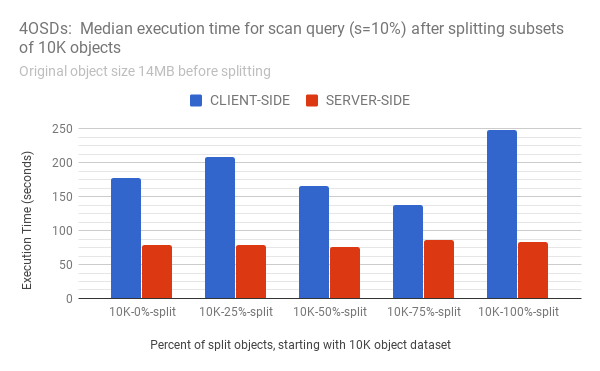 4OSDs:  Median execution time for scan query (s=10%) after splitting subsets
of 10K objects
Original object size 14MB before splitting
CLIENT-SIDE
SERVER-SIDE
Execution Time (seconds)
250
200
150
100
50
0
10K-0%-split
10K-25%-split
10K-50%-split
10K-75%-split
10K-100%-split
Percent of split objects, starting with 10K object dataset